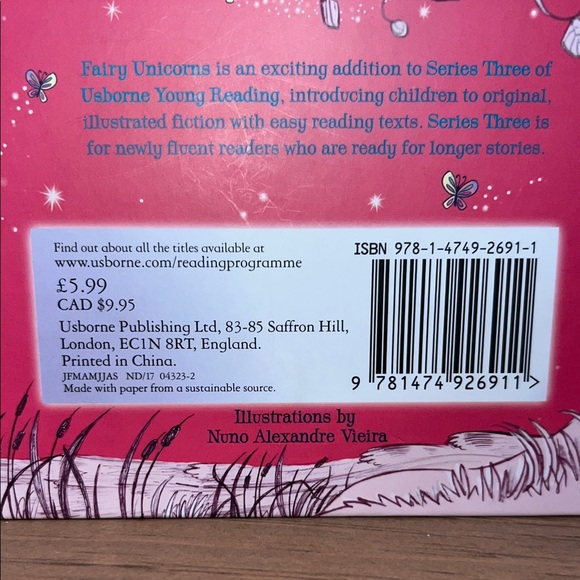 Fairy Unicorns is an exciting addition to Series Three of
Usborne Young Reading, introducing children to original,
illustrated fiction with easy reading texts. Series Three is
for newly fluent readers who are ready for longer stories.
Find out about all the titles available at
www.usborne.com/readingprogramme
£5.99
CAD $9.95
Usborne Publishing Ltd, 83-85 Saffron Hill,
London, EC1N 8RT, England.
Printed in China.
JFMAMJJAS ND/17 04323-2
Made with paper from a sustainable source.
ISBN 978-1-4749-2691-1
9 781474 926911 >
Illustrations by
Nuno Alexandre Vieira